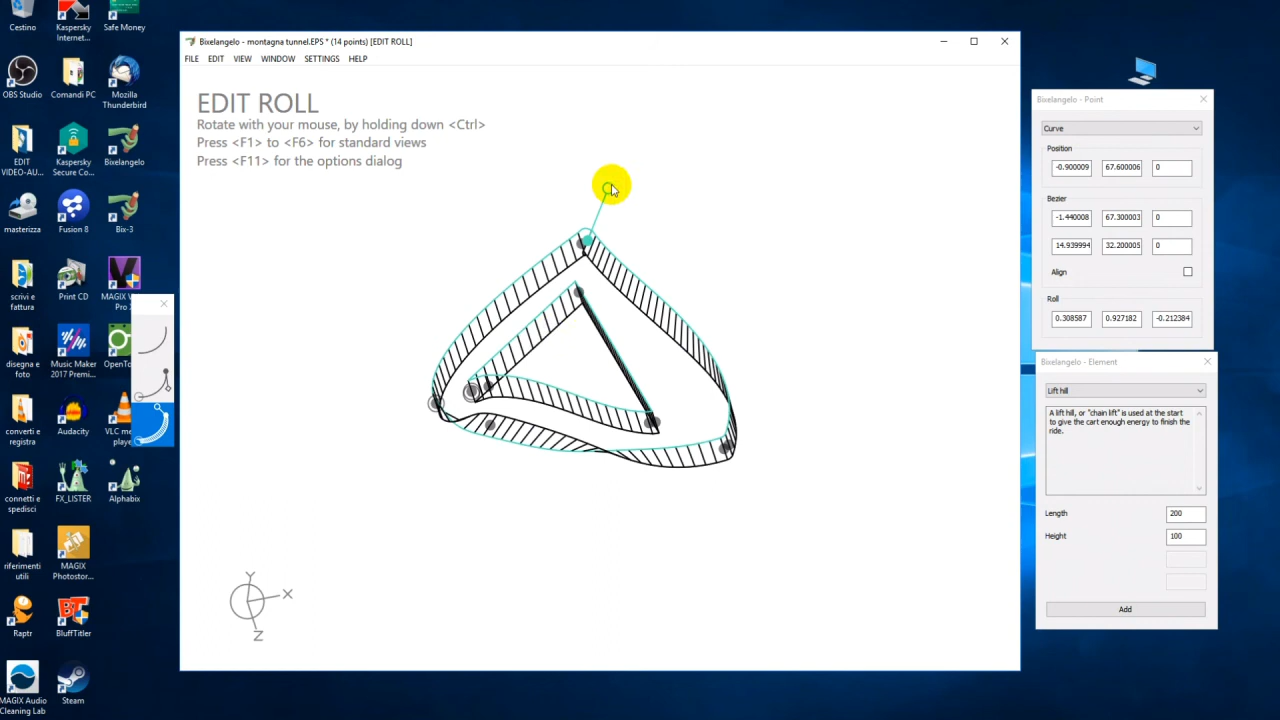 Cestino
Kaspersky
Internet...
Safe Money
OBS Studio
Comandi PC
Mozilla
Thunderbird
EDIT
VIDEO-AU...
Kaspersky
Secure Co...
Bixelangelo
masterizza
Fusion 8
Bix-3
scrivi e
fattura
Print CD
MAGIX V
Pro
disegna e
foto
Music Maker
2017 Premi...
OpenTo
converti e
registra
Audacity
VLC me
player
connetti e
spedisci
FX_LISTER
Alphabix
riferimenti
utili
MAGIX
Photostor...
Raptr
BluffTitler
MAGIX Audio
Cleaning Lab
Steam
Bixelangelo - montagna tunnel.EPS * (14 points) [EDIT ROLL]
FILE EDIT VIEW WINDOW SETTINGS HELP
EDIT ROLL
Rotate with your mouse, by holding down <Ctrl>
Press <F1> to <F6> for standard views
Press <F11> for the options dialog
Y
X
Z
Bixelangelo - Point
Curve
Position
-0.900009 67.600006 0
Bezier
-1.440008 67.300003 0
14.939994 32.200005 0
Align
Roll
0.308587 0.927182 -0.212384
Bixelangelo - Element
Lift hill
A lift hill, or "chain lift" is used at the start
to give the cart enough energy to finish the
ride.
Length 200
Height 100
Add